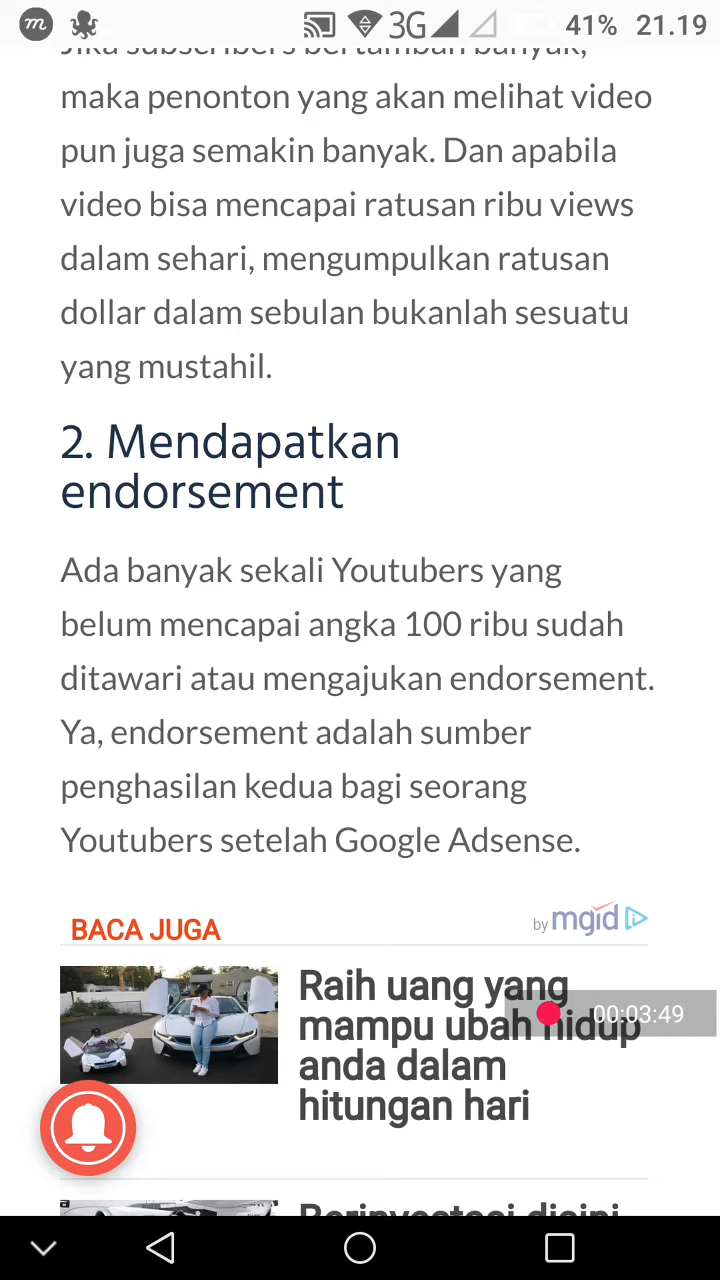 m 3G 41% 21.19
maka penonton yang akan melihat video
pun juga semakin banyak. Dan apabila
video bisa mencapai ratusan ribu views
dalam sehari, mengumpulkan ratusan
dollar dalam sebulan bukanlah sesuatu
yang mustahil.
2. Mendapatkan
endorsement
Ada banyak sekali Youtubers yang
belum mencapai angka 100 ribu sudah
ditawari atau mengajukan endorsement.
Ya, endorsement adalah sumber
penghasilan kedua bagi seorang
Youtubers setelah Google Adsense.
BACA JUGA
by mgid
Raih uang yang
mampu ubah hidup
00:03:49
anda dalam
hitungan hari